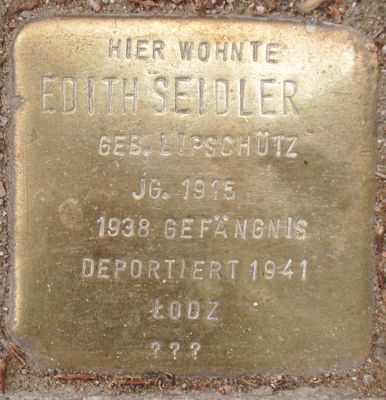 HIER WOHNTE
EDITH SEIDLER
GEB. LIPSCHÜTZ
JG. 1915
1938 GEFÄNGNIS
DEPORTIERT 1941
ŁODZ
???